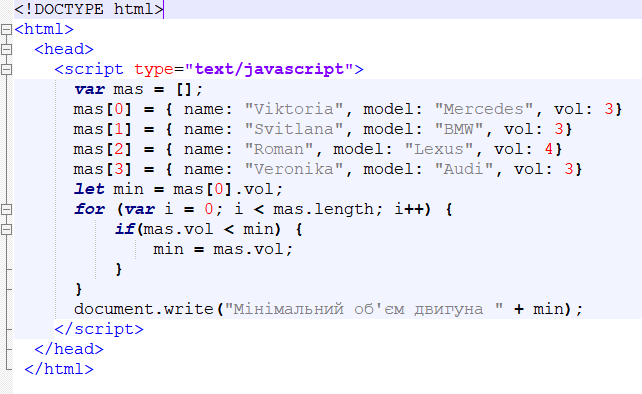 <!DOCTYPE html>
<html>
<head>
<script type="text/javascript">
var mas = [];
mas[0] = { name: "Viktoria", model: "Mercedes", vol: 3}
mas[1] = { name: "Svitlana", model: "BMW", vol: 3}
mas[2] = { name: "Roman", model: "Lexus", vol: 4}
mas[3] = { name: "Veronika", model: "Audi", vol: 3}
let min = mas[0].vol;
for (var i = 0; i < mas.length; i++) {
if(mas.vol < min) {
min = mas.vol;
}
}
document.write("Мінімальний об'єм двигуна " + min);
</script>
</head>
</html>